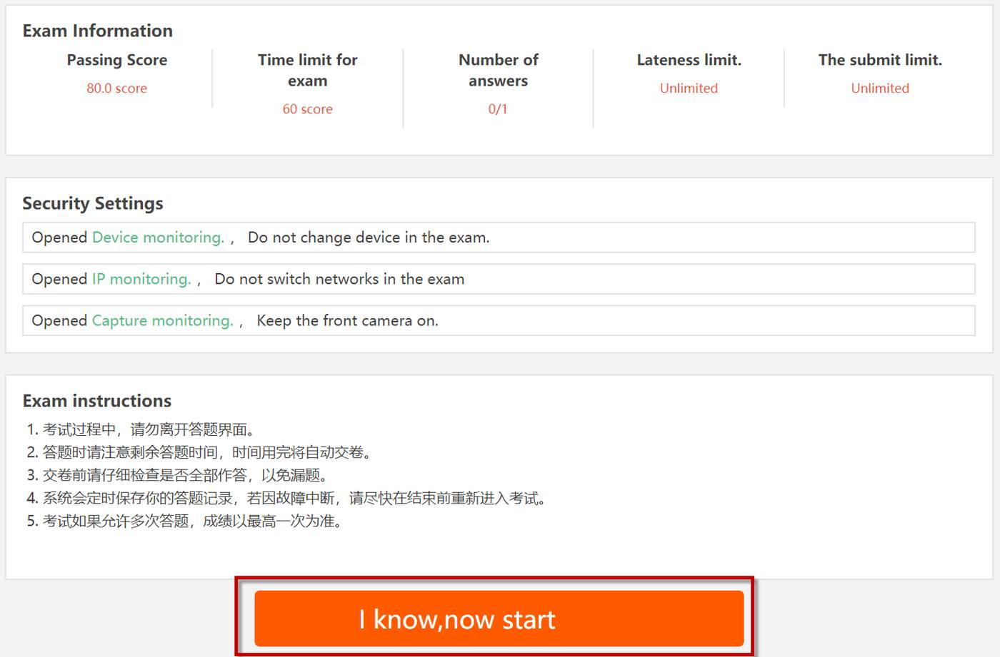 Exam Information
Passing Score
80.0 score
Time limit for
exam
60 score
Number of
answers
0/1
Lateness limit.
Unlimited
The submit limit.
Unlimited
Security Settings
Opened Device monitoring. ， Do not change device in the exam.
Opened IP monitoring. ， Do not switch networks in the exam
Opened Capture monitoring. ， Keep the front camera on.
Exam instructions
1. 考试过程中，请勿离开答题界面。
2. 答题时请注意剩余答题时间，时间用完将自动交卷。
3. 交卷前请仔细检查是否全部作答，以免漏题。
4. 系统会定时保存你的答题记录，若因故障中断，请尽快在结束前重新进入考试。
5. 考试如果允许多次答题，成绩以最高一次为准。
I know,now start